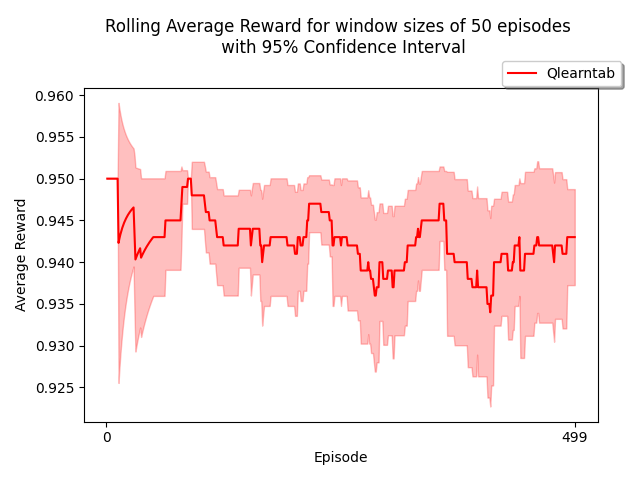 Rolling Average Reward for window sizes of 50 episodes
with 95% Confidence Interval
Qlearntab
0.960
0.955
0.950
0.945
0.940
0.935
0.930
0.925
Average Reward
0
499
Episode